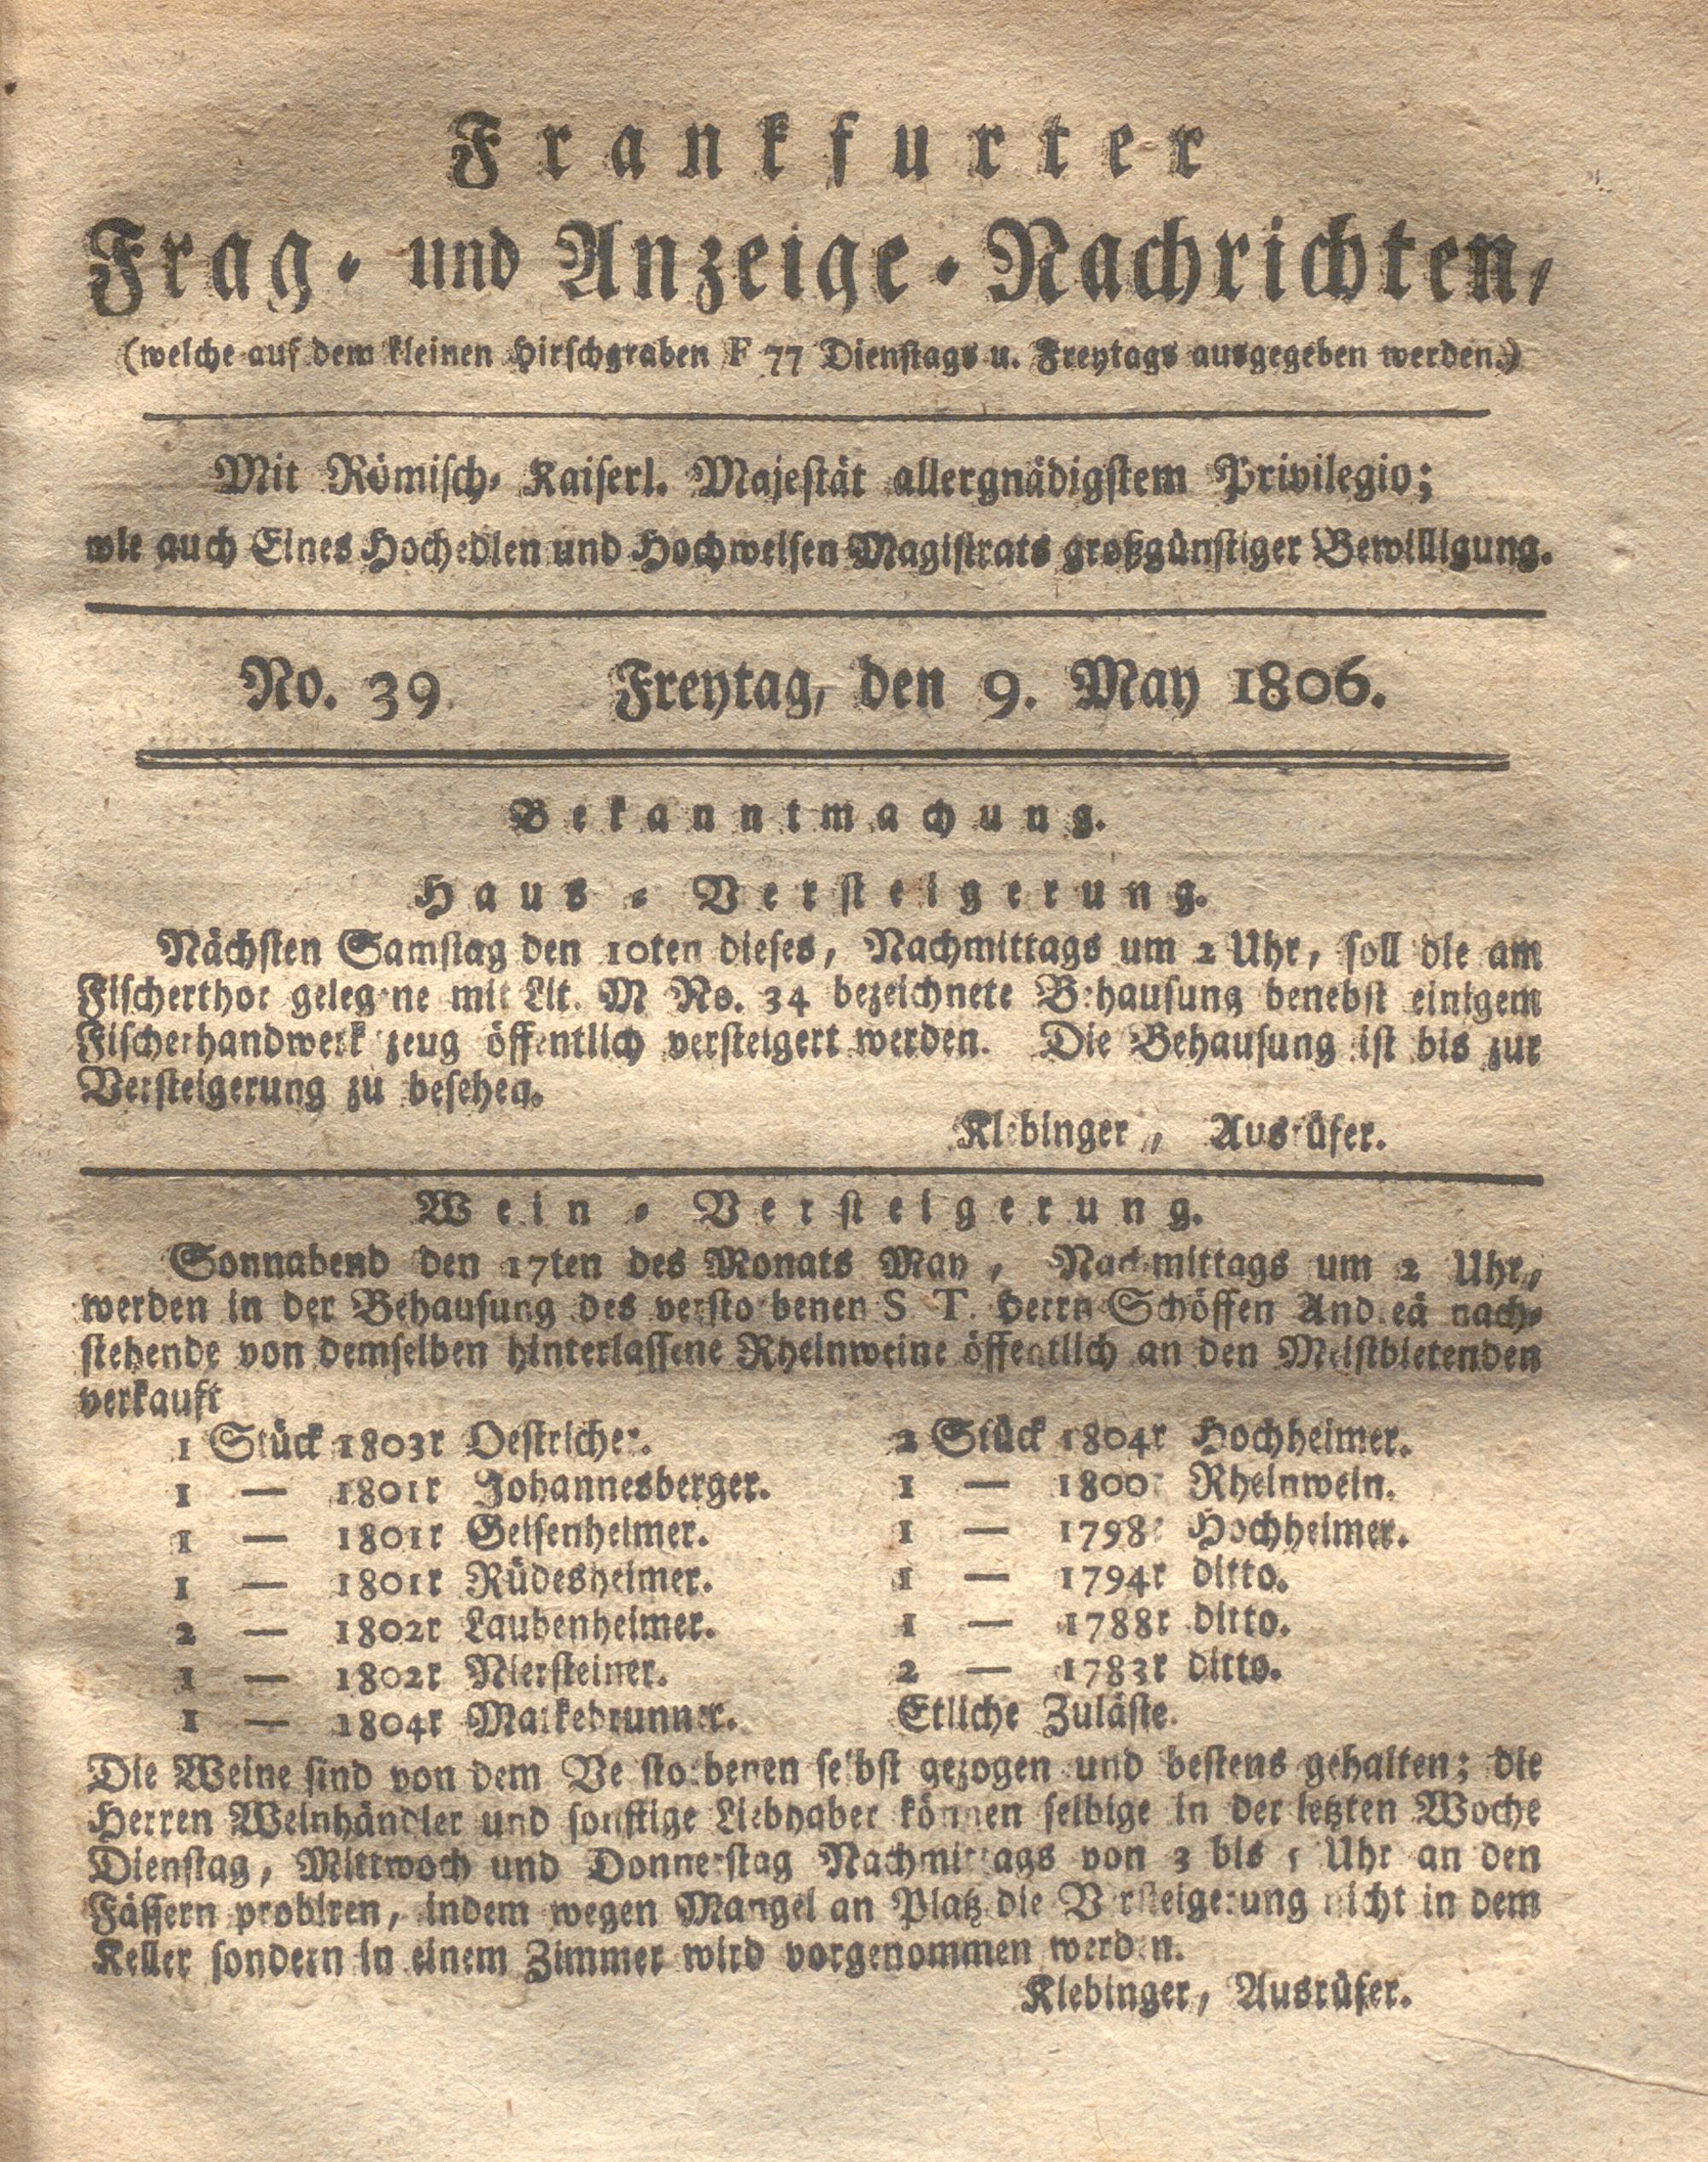 Frankfurter
Frag- und Anzeige-Nachrichten,
(welche auf dem kleinen Hirschgraben F 77 Dienstags u. Freytags ausgegeben werden.)
Mit Römisch- Kaiserl. Majestät allergnädigstem Privilegio;
wie auch Eines Hochedlen und Hochweisen Magistrats großgünstiger Bewilligung.
No. 39. Freytag, den 9. May 1806.
Bekanntmachung.
Haus-Versteigerung.
Nächsten Samstag den 10ten dieses, Nachmittags um 2 Uhr, soll die am
Fischerthor gelegene mit Lit. M No. 34 bezeichnete Behausung benebst einigem
Fischerhandwerkzeug öffentlich versteigert werden. Die Behausung ist bis zur
Versteigerung zu besehen.
Klebinger, Ausrüfer.
Wein-Versteigerung.
Sonnabend den 17ten des Monats May, Nachmittags um 2 Uhr,
werden in der Behausung des verstorbenen S. T. Herrn Schöffen Andreä nach-
stehende von demselben hinterlassene Rheinweine öffentlich an den Meistbietenden
verkauft
1 Stück 1803r Oestricher. 2 Stück 1804r Hochheimer.
1 — 1801r Johannesberger. 1 — 1800r Rheinwein.
1 — 1801r Geisenheimer. 1 — 1798r Hochheimer.
1 — 1801r Rüdesheimer. 1 — 1794r ditto.
2 — 1802r Laubenheimer. 1 — 1788r ditto.
1 — 1802r Niersteiner. 2 — 1783r ditto.
1 — 1804r Markebrunner. Etliche Zuläste.
Die Weine sind von dem Verstorbenen selbst gezogen und bestens gehalten; die
Herren Weinhändler und sonstige Liebhaber können selbige in der letzten Woche
Dienstag, Mittwoch und Donnerstag Nachmittags von 3 bis Uhr an den
Fässern probiren, indem wegen Mangel an Platz die Versteigerung nicht in dem
Keller sondern in einem Zimmer wird vorgenommen werden.
Klebinger, Ausrüfer.